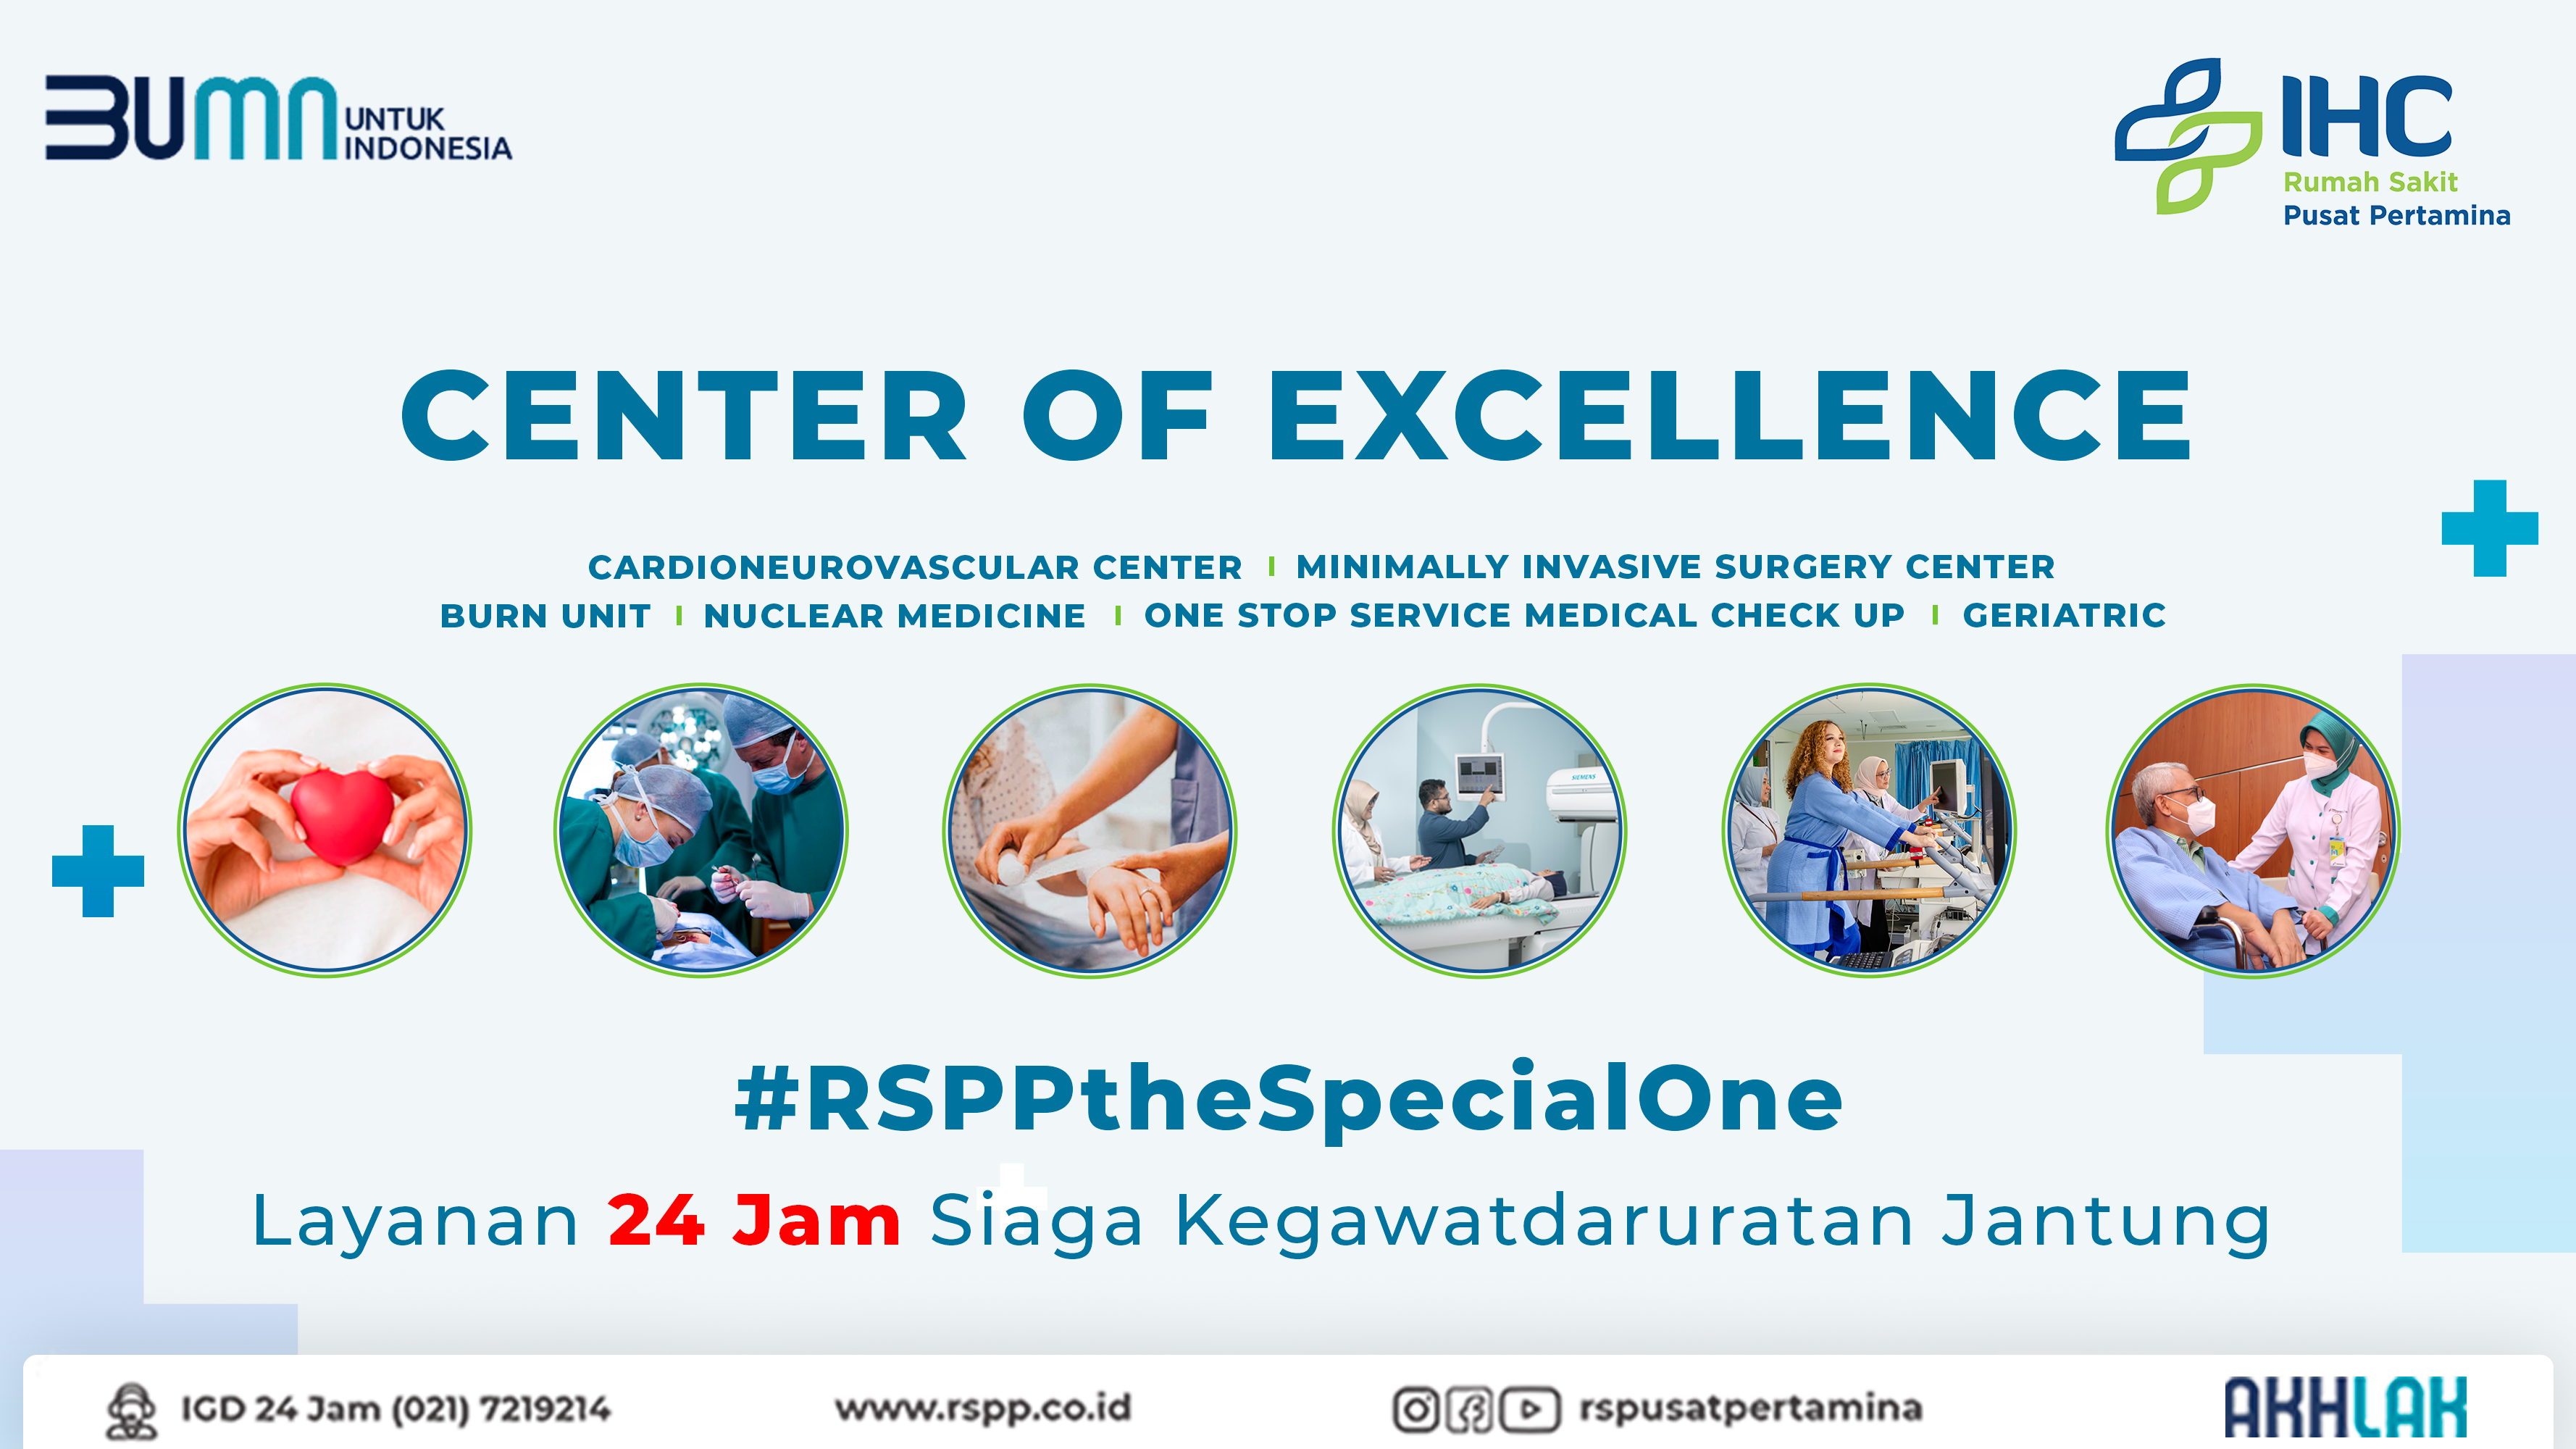 BUMN UNTUK
INDONESIA
IHC
Rumah Sakit
Pusat Pertamina
CENTER OF EXCELLENCE
CARDIONEUROVASCULAR CENTER I MINIMALLY INVASIVE SURGERY CENTER
BURN UNIT I NUCLEAR MEDICINE I ONE STOP SERVICE MEDICAL CHECK UP I GERIATRIC
SIEMENS
#RSPPtheSpecialOne
Layanan 24 Jam Siaga Kegawatdaruratan Jantung
IGD 24 Jam (021) 7219214
www.rspp.co.id
rspusatpertamina
AKHLAK